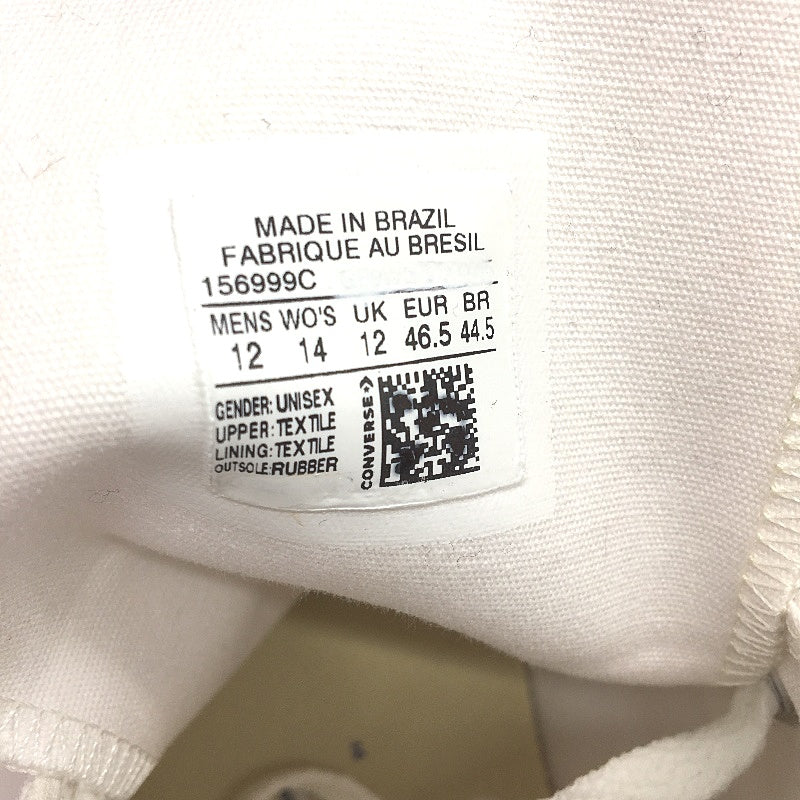 MADE IN BRAZIL
FABRIQUE AU BRESIL
156999C
MENS WO'S UK EUR BR
12 14 12 46.5 44.5
GENDER: UNISEX
UPPER: TEXTILE
LINING: TEXTILE
OUTSOLE: RUBBER
CONVERSE